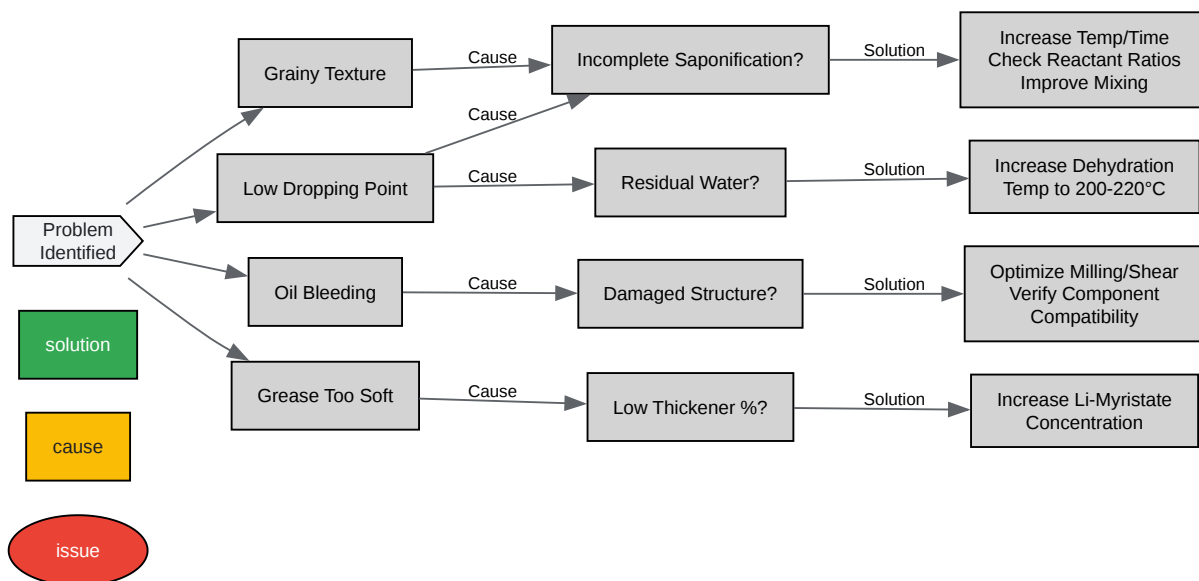 Grainy Texture
Cause
Incomplete Saponification?
Solution
Increase Temp/Time
Check Reactant Ratios
Improve Mixing
Cause
Low Dropping Point
Cause
Residual Water?
Solution
Increase Dehydration
Temp to 200-220°C
Problem
Identified
Oil Bleeding
Cause
Damaged Structure?
Solution
Optimize Milling/Shear
Verify Component
Compatibility
solution
Grease Too Soft
Cause
Low Thickener %?
Solution
Increase Li-Myristate
Concentration
cause
issue